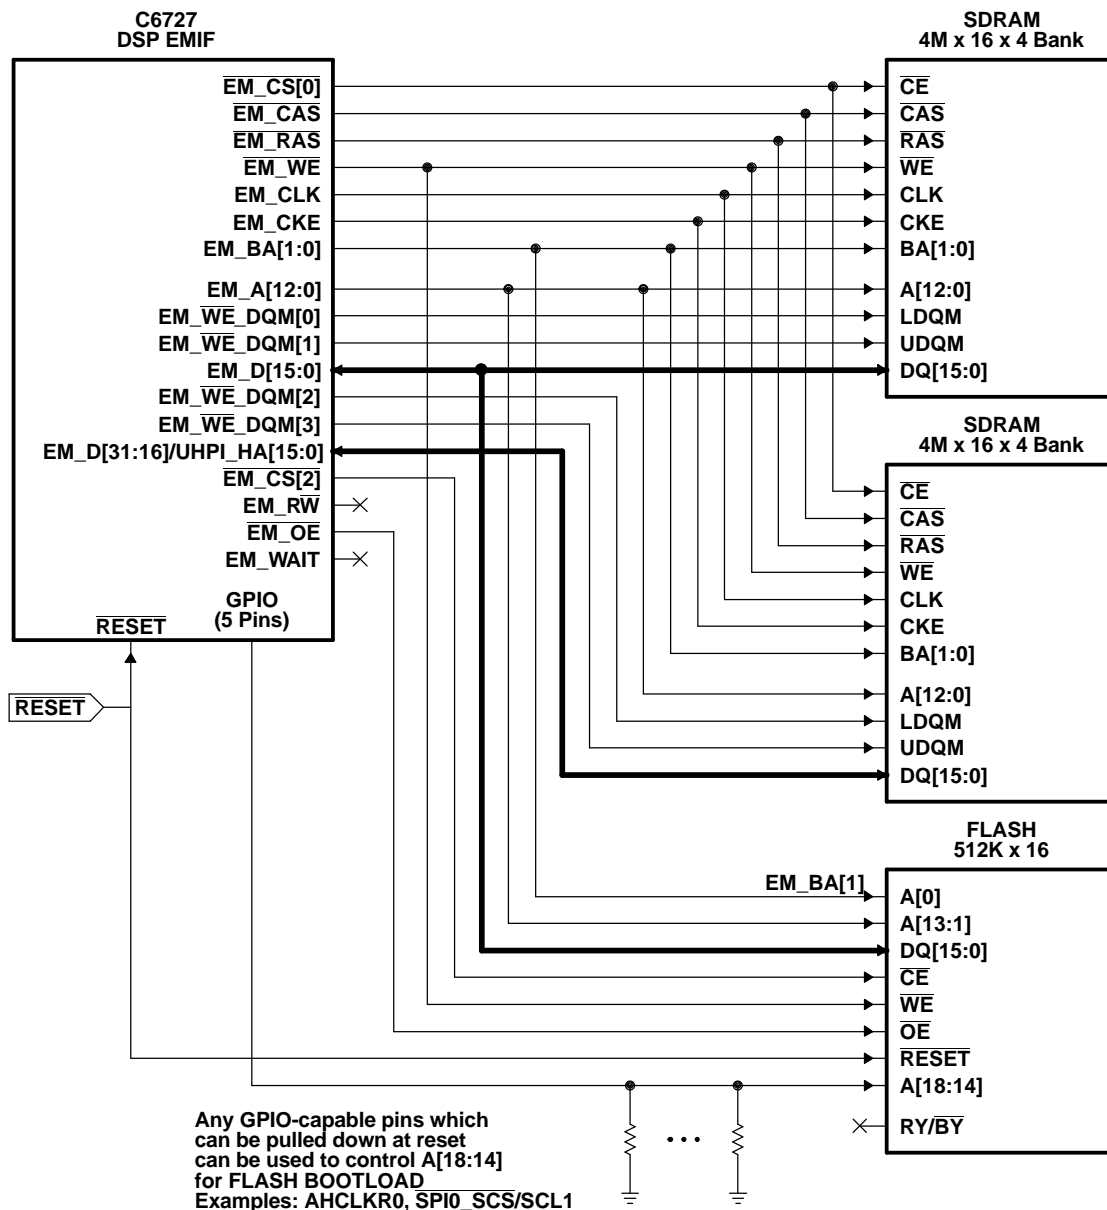 C6727
DSP EMIF
EM_CS[0]
EM_CAS
EM_RAS
EM_WE
EM_CLK
EM_CKE
EM_BA[1:0]
EM_A[12:0]
EM_WE_DQM[0]
EM_WE_DQM[1]
EM_D[15:0]
EM_WE_DQM[2]
EM_WE_DQM[3]
EM_D[31:16]/UHPI_HA[15:0]
EM_CS[2]
EM_RW
EM_OE
EM_WAIT
GPIO
(5 Pins)
RESET
RESET
SDRAM
4M x 16 x 4 Bank
CE
CAS
RAS
WE
CLK
CKE
BA[1:0]
A[12:0]
LDQM
UDQM
DQ[15:0]
SDRAM
4M x 16 x 4 Bank
CE
CAS
RAS
WE
CLK
CKE
BA[1:0]
A[12:0]
LDQM
UDQM
DQ[15:0]
FLASH
512K x 16
EM_BA[1]
A[0]
A[13:1]
DQ[15:0]
CE
WE
OE
RESET
A[18:14]
RY/BY
Any GPIO-capable pins which
can be pulled down at reset
can be used to control A[18:14]
for FLASH BOOTLOAD
Examples: AHCLKR0, SPI0_SCS/SCL1